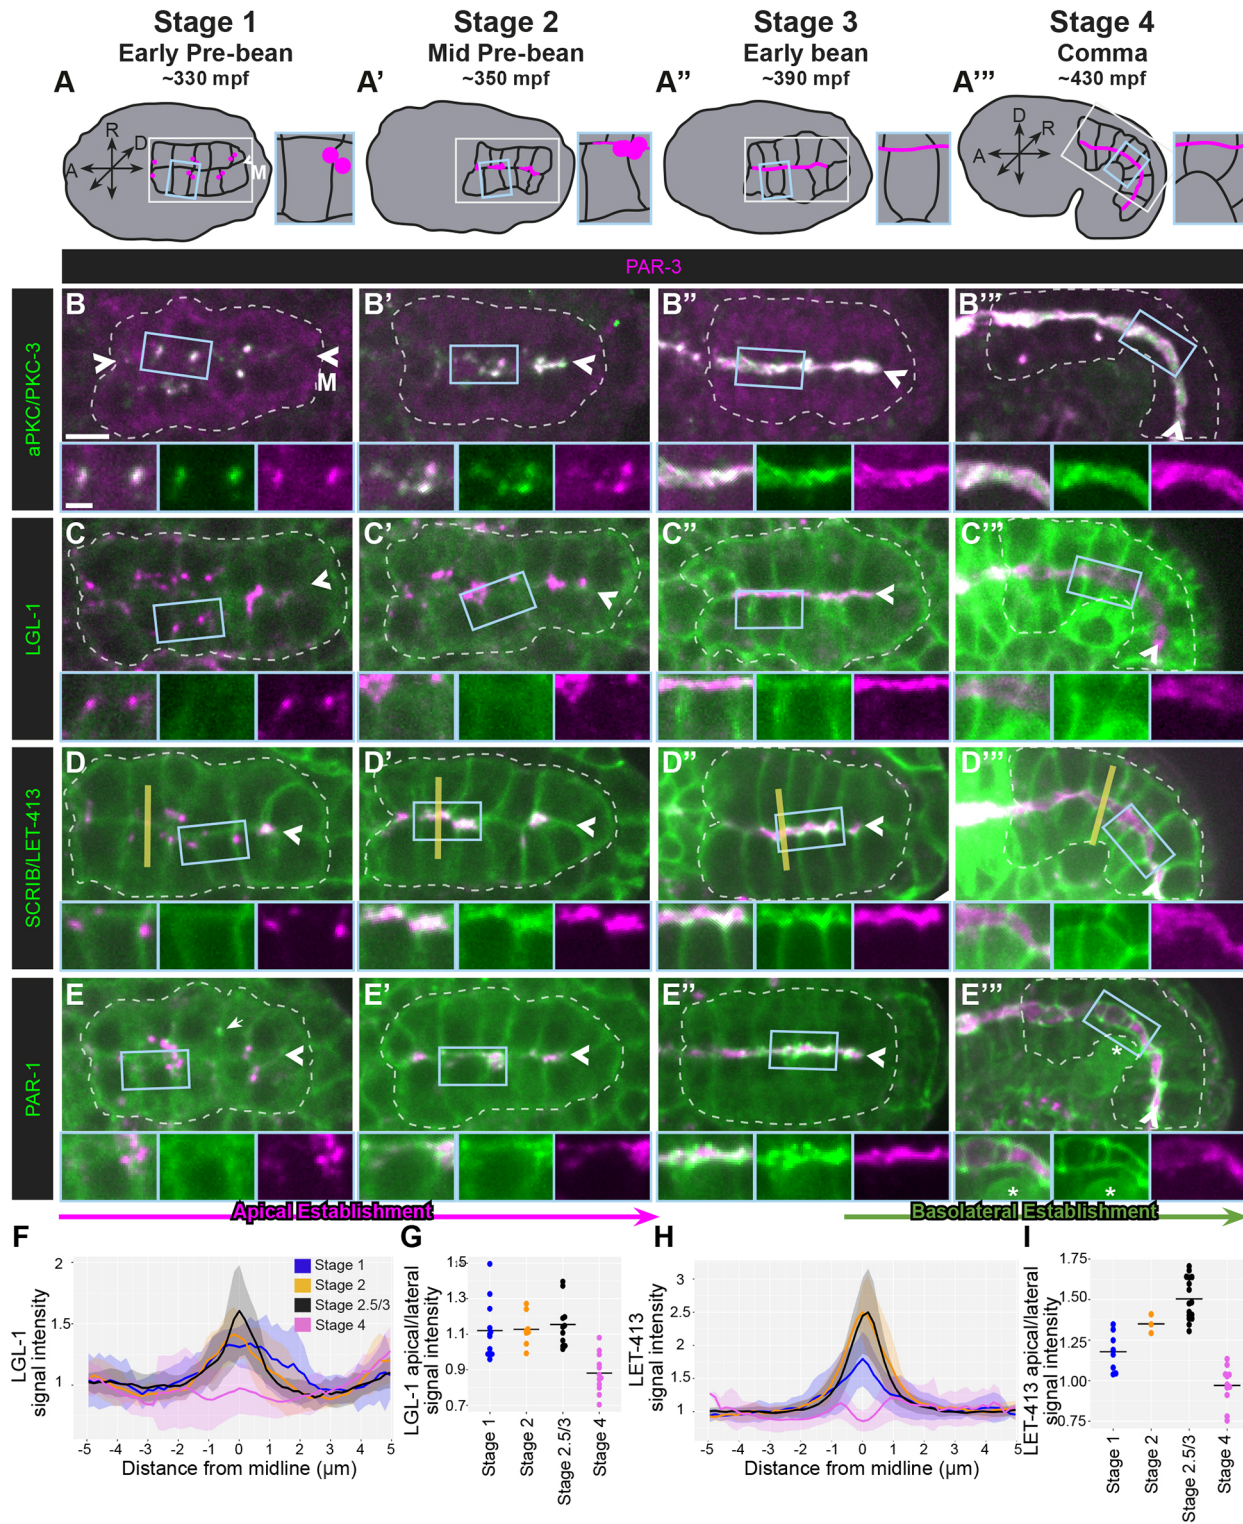 Stage 1
Early Pre-bean
~330 mpf
Stage 2
Mid Pre-bean
~350 mpf
Stage 3
Early bean
~390 mpf
Stage 4
Comma
~430 mpf
A
A’
A’’
A’’’
R
D
A
M
D
R
A
PAR-3
aPKC/PKC-3
B
M
B’
B’’
B’’’
LGL-1
C
C’
C’’
C’’’
SCRIB/LET-413
D
D’
D’’
D’’’
PAR-1
E
E’
E’’
E’’’
*
* *
Apical Establishment
Basolateral Establishment
F
LGL-1
signal intensity
2
1.5
1
Stage 1
Stage 2
Stage 2.5/3
Stage 4
-5 -4 -3 -2 -1 0 1 2 3 4 5
Distance from midline (µm)
G
LGL-1 apical/lateral
signal intensity
1.5
1.3
1.1
0.9
0.7
Stage 1
Stage 2
Stage 2.5/3
Stage 4
H
LET-413
signal intensity
3
2.5
2
1.5
1
-5 -4 -3 -2 -1 0 1 2 3 4 5
Distance from midline (µm)
I
LET-413 apical/lateral
signal intensity
1.75
1.50
1.25
1.00
0.75
Stage 1
Stage 2
Stage 2.5/3
Stage 4